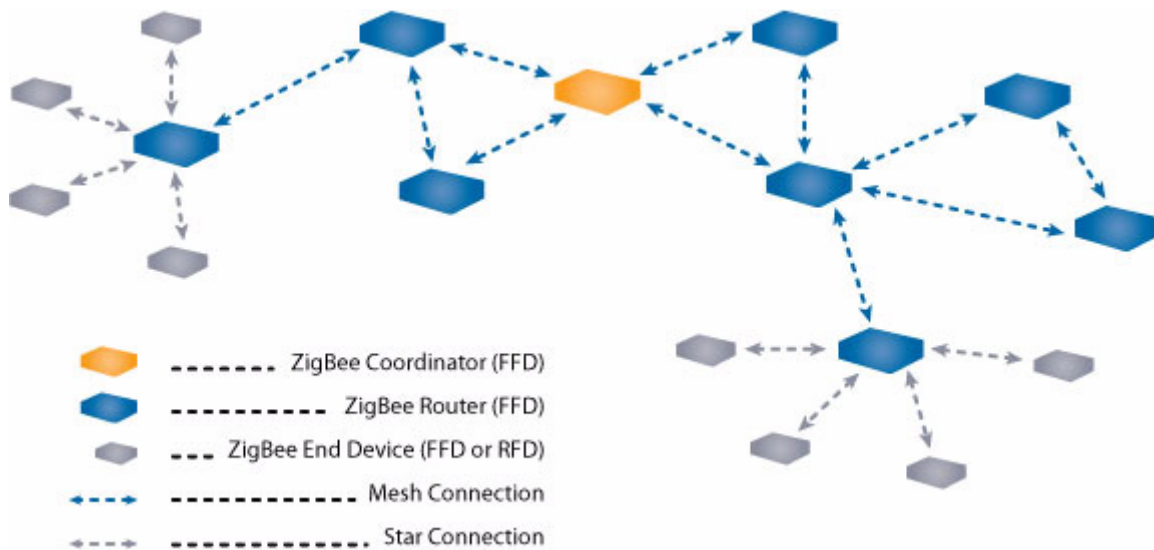 ZigBee Coordinator (FFD)
ZigBee Router (FFD)
ZigBee End Device (FFD or RFD)
Mesh Connection
Star Connection